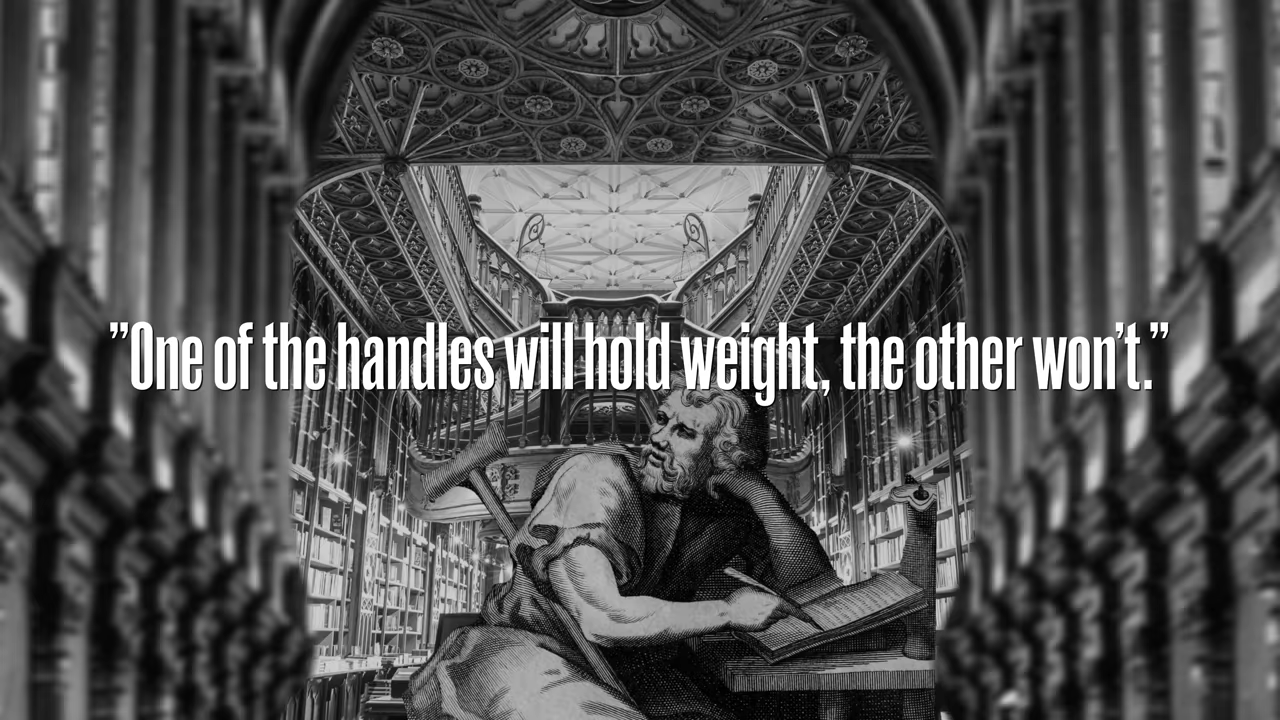 ”One of the handles will hold weight, the other won’t.”